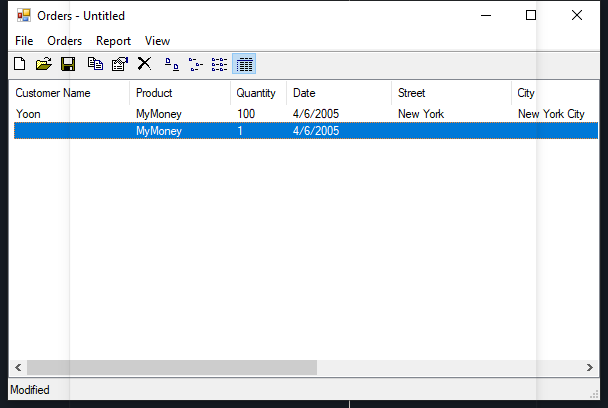 Orders - Untitled
File Orders Report View
Customer Name Product Quantity Date Street City
Yoon MyMoney 100 4/6/2005 New York New York City
MyMoney 1 4/6/2005
Modified